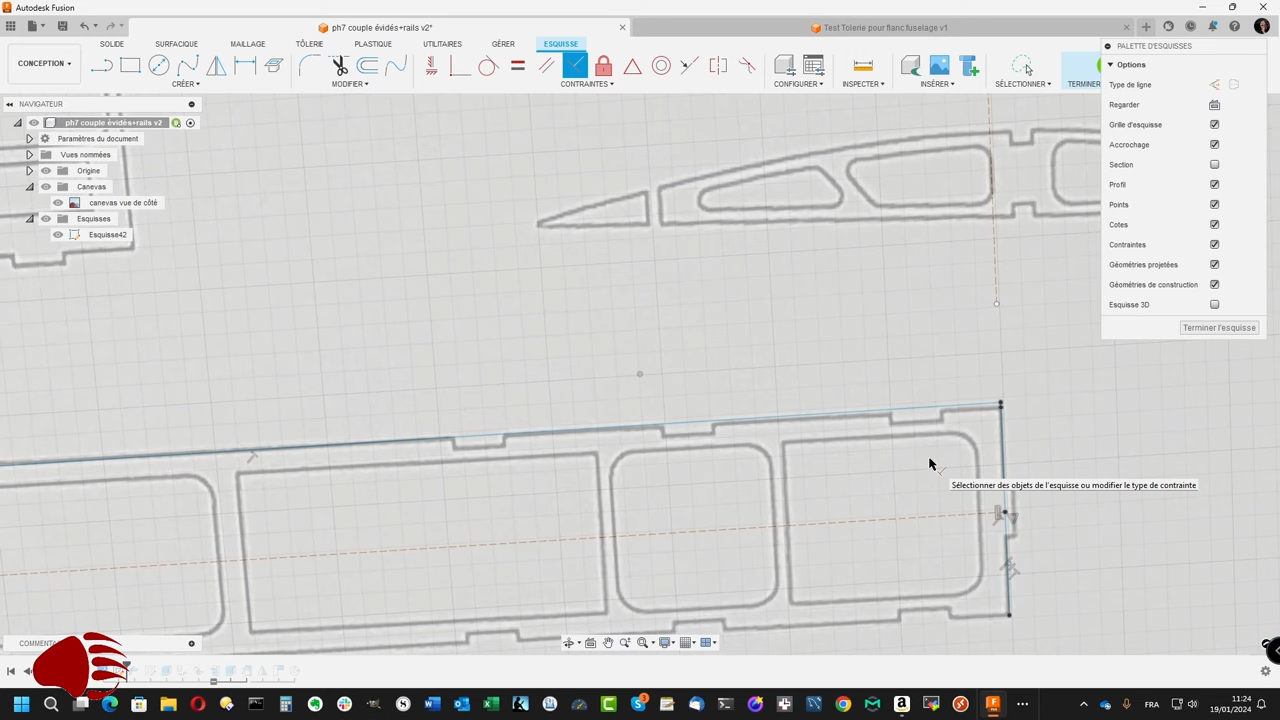 Autodesk Fusion
ph7 couple évidés+rails v2*
Test Tolerie pour flanc fuselage v1
SOLIDE
SURFACIQUE
MAILLAGE
TÔLERIE
PLASTIQUE
UTILITAIRES
GÉRER
ESQUISSE
CONCEPTION
CRÉER
MODIFIER
CONTRAINTES
CONFIGURER
INSPECTER
INSÉRER
SÉLECTIONNER
TERMINER
PALETTE D'ESQUISSES
Options
Type de ligne
Regarder
Grille d'esquisse
Accrochage
Section
Profil
Points
Cotes
Contraintes
Géométries projetées
Géométries de construction
Esquisse 3D
Terminer l'esquisse
NAVIGATEUR
ph7 couple évidés+rails v2
Paramètres du document
Vues nommées
Origine
Canevas
canevas vue de côté
Esquisses
Esquisse42
Sélectionner des objets de l'esquisse ou modifier le type de contrainte
3
FRA
11:24
19/01/2024